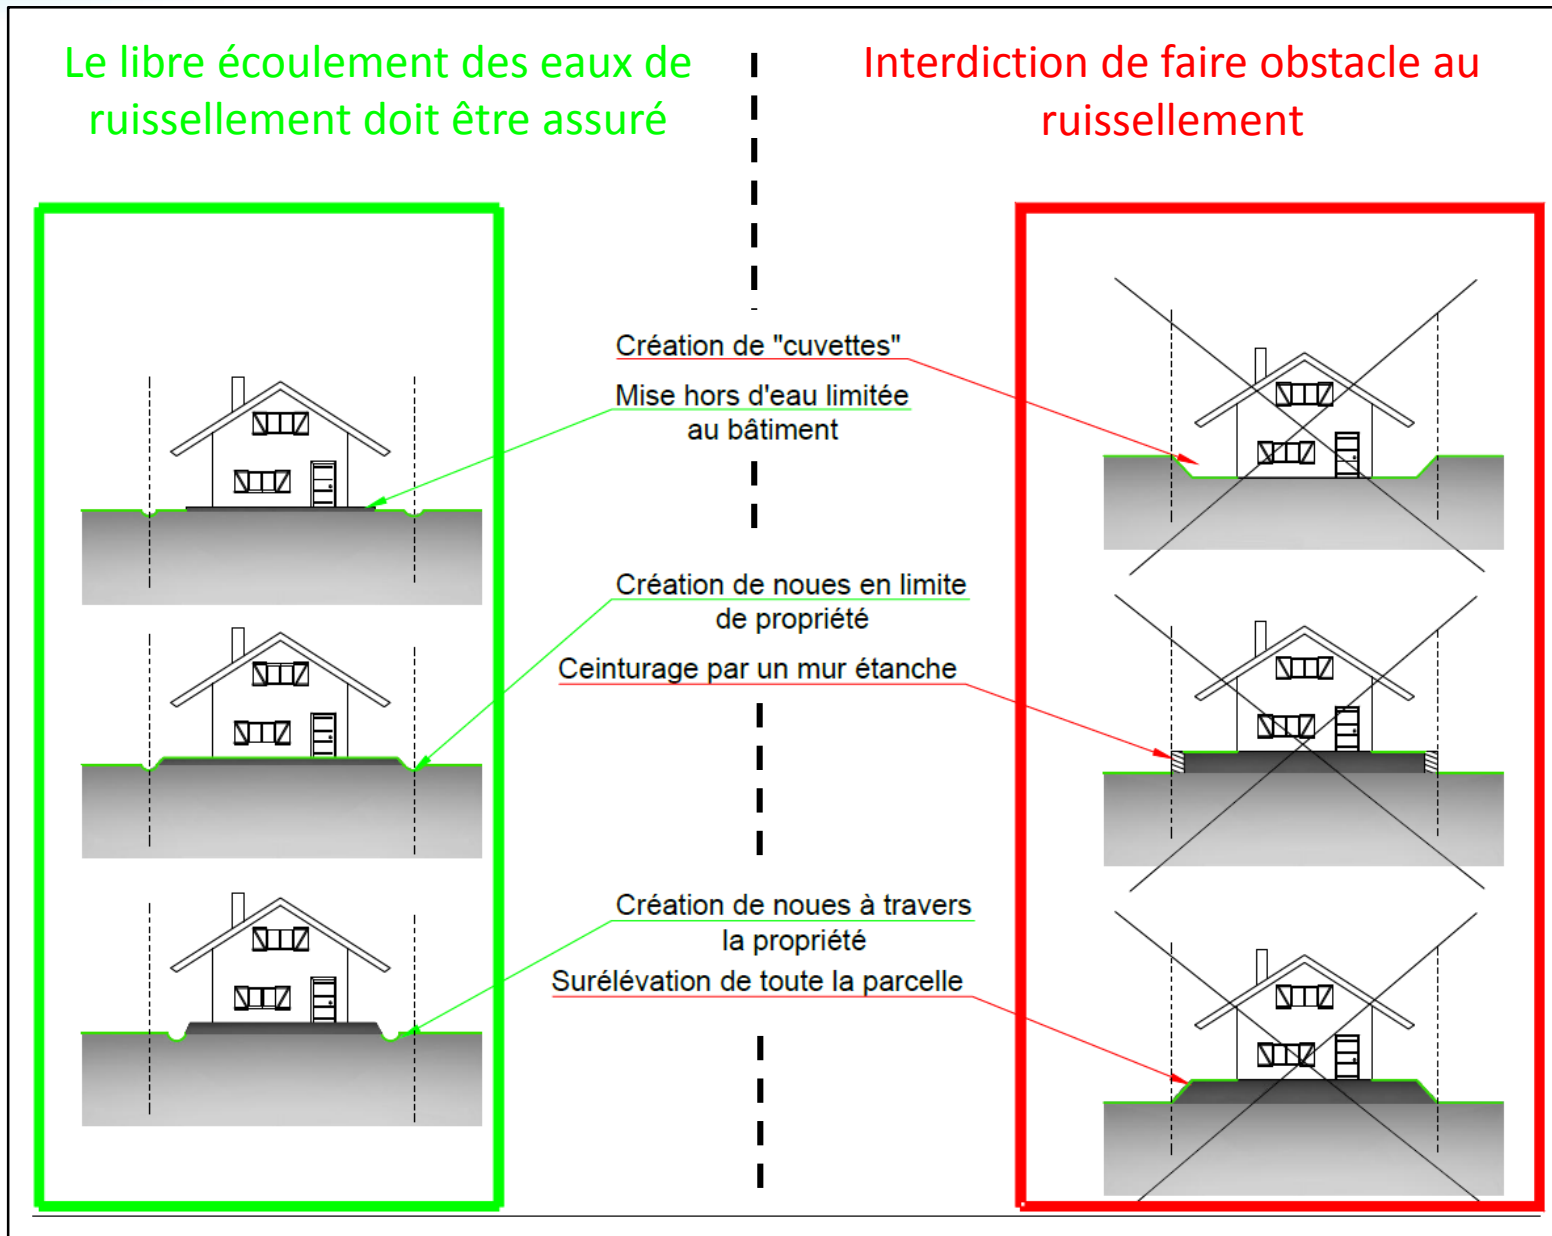 Le libre écoulement des eaux de
ruissellement doit être assuré
Interdiction de faire obstacle au
ruissellement
Création de "cuvettes"
Mise hors d'eau limitée
au bâtiment
Création de noues en limite
de propriété
Ceinturage par un mur étanche
Création de noues à travers
la propriété
Surélévation de toute la parcelle